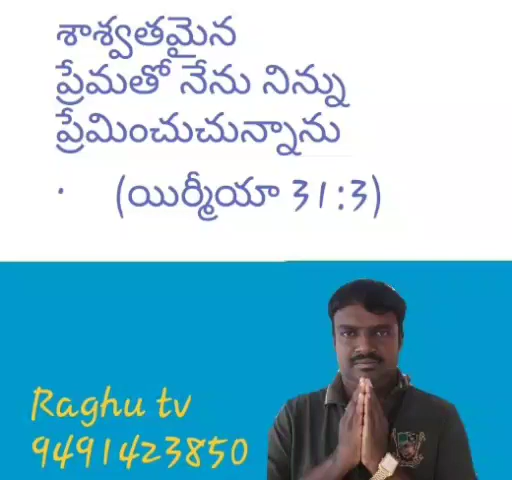 శాశ్వతమైన
ప్రేమతో నేను నిన్ను
ప్రేమించుచున్నాను
· (యిర్మీయా 31:3)
Raghu tv
9491423850